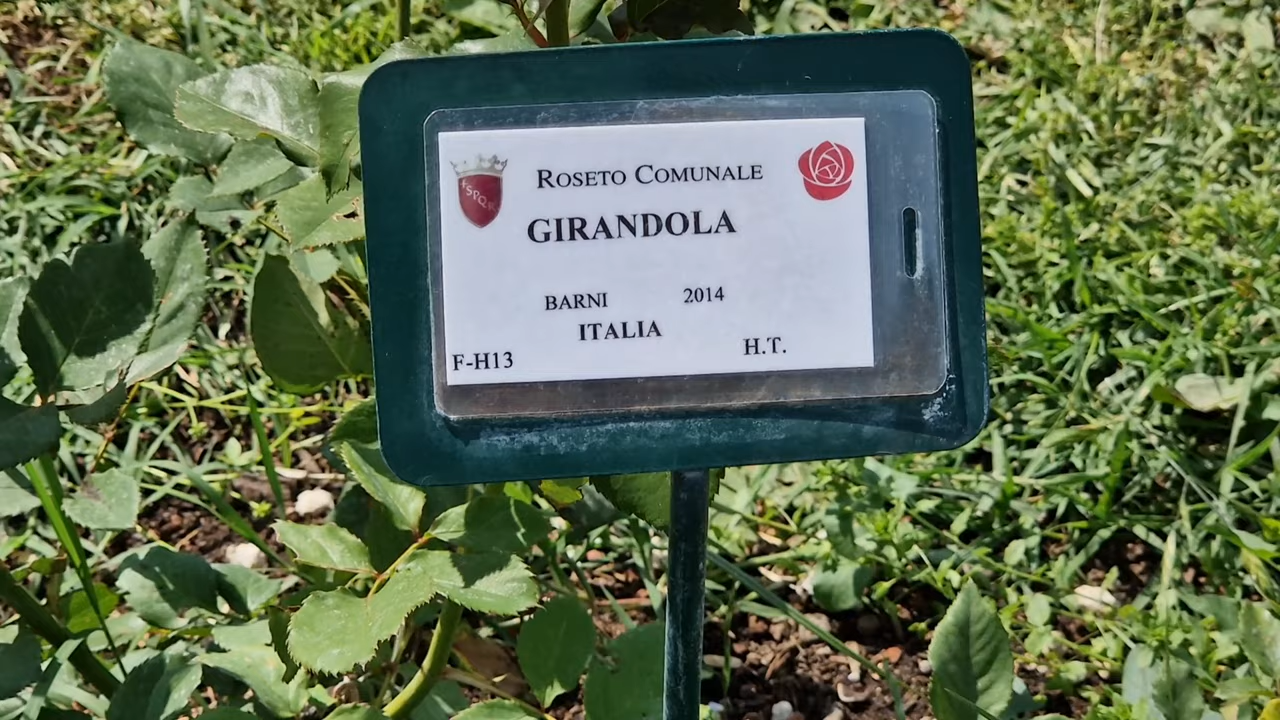 SPQR
ROSETO COMUNALE
GIRANDOLA
BARNI 2014
ITALIA
F-H13 H.T.